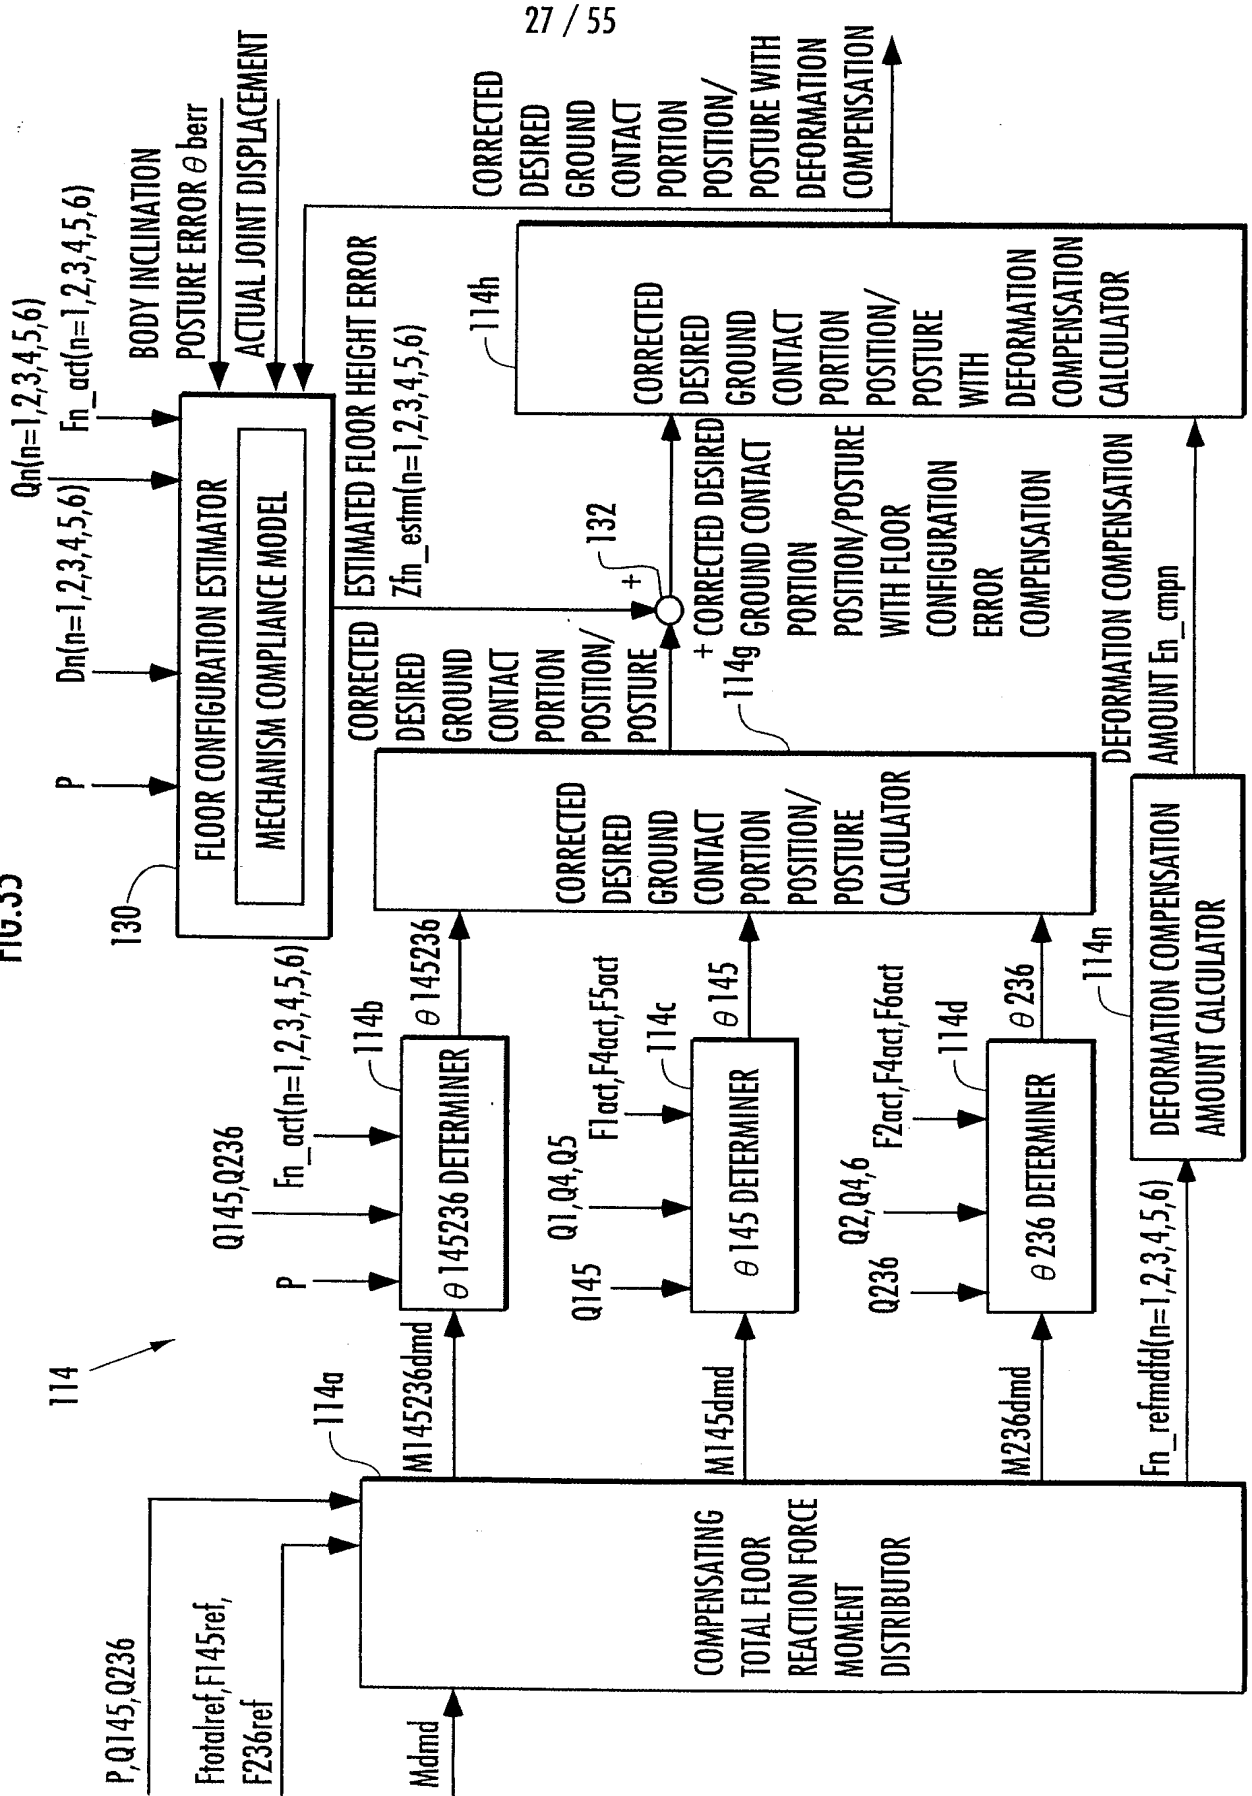 27 / 55
FIG.35
114
P,Q145,Q236
Ftotalref,F145ref,
F236ref
Mdmd
114a
COMPENSATING
TOTAL FLOOR
REACTION FORCE
MOMENT
DISTRIBUTOR
M145236dmd
M145dmd
M236dmd
Fn_refmdfd(n=1,2,3,4,5,6)
P
Q145,Q236
Fn_act(n=1,2,3,4,5,6)
114b
θ 145236 DETERMINER
θ 145236
Q145
Q1,Q4,Q5
F1act,F4act,F5act
114c
θ 145 DETERMINER
θ 145
Q236
Q2,Q4,6
F2act,F4act,F6act
114d
θ 236 DETERMINER
θ 236
114n
DEFORMATION COMPENSATION
AMOUNT CALCULATOR
DEFORMATION COMPENSATION
AMOUNT En_cmpn
130
P
Dn(n=1,2,3,4,5,6)
Qn(n=1,2,3,4,5,6)
Fn_act(n=1,2,3,4,5,6)
BODY INCLINATION
POSTURE ERROR θ berr
ACTUAL JOINT DISPLACEMENT
FLOOR CONFIGURATION ESTIMATOR
MECHANISM COMPLIANCE MODEL
ESTIMATED FLOOR HEIGHT ERROR
Zfn_estm(n=1,2,3,4,5,6)
CORRECTED
DESIRED
GROUND
CONTACT
PORTION
POSITION/
POSTURE
CALCULATOR
114g
CORRECTED
DESIRED
GROUND
CONTACT
PORTION
POSITION/
POSTURE
132
+
+
CORRECTED DESIRED
GROUND CONTACT
PORTION
POSITION/POSTURE
WITH FLOOR
CONFIGURATION
ERROR
COMPENSATION
114h
CORRECTED
DESIRED
GROUND
CONTACT
PORTION
POSITION/
POSTURE
WITH
DEFORMATION
COMPENSATION
CALCULATOR
CORRECTED
DESIRED
GROUND
CONTACT
PORTION
POSITION/
POSTURE WITH
DEFORMATION
COMPENSATION